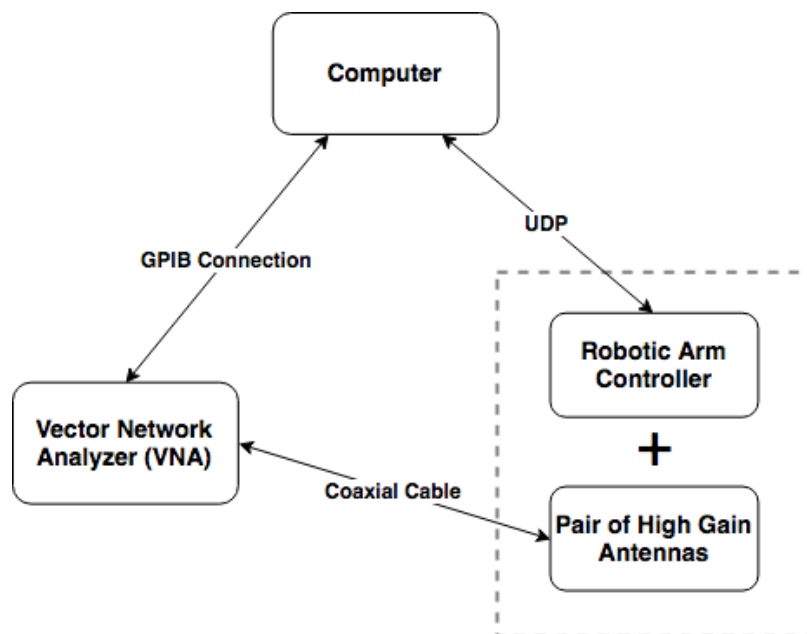 Computer
UDP
GPIB Connection
Robotic Arm
Controller
+
Vector Network
Analyzer (VNA)
Coaxial Cable
Pair of High Gain
Antennas